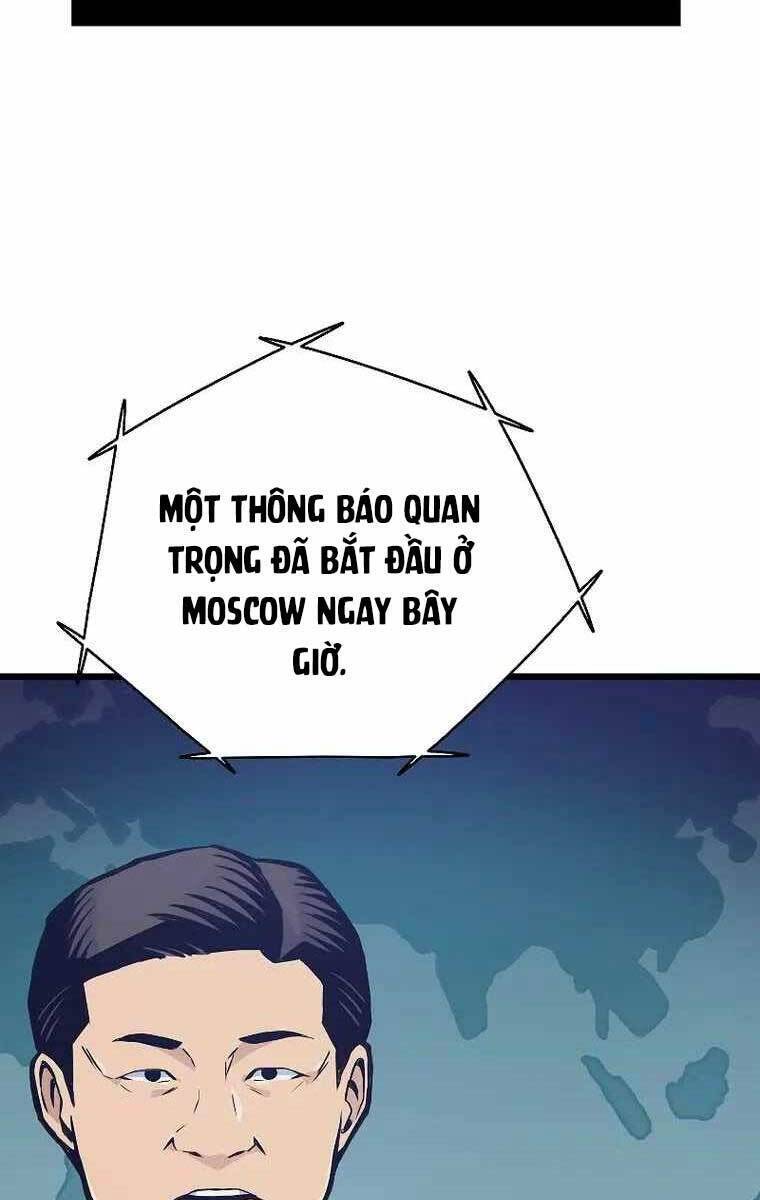 MỘT THÔNG BÁO QUAN
TRỌNG ĐÃ BẮT ĐẦU Ở
MOSCOW NGAY BÂY
GIỜ.